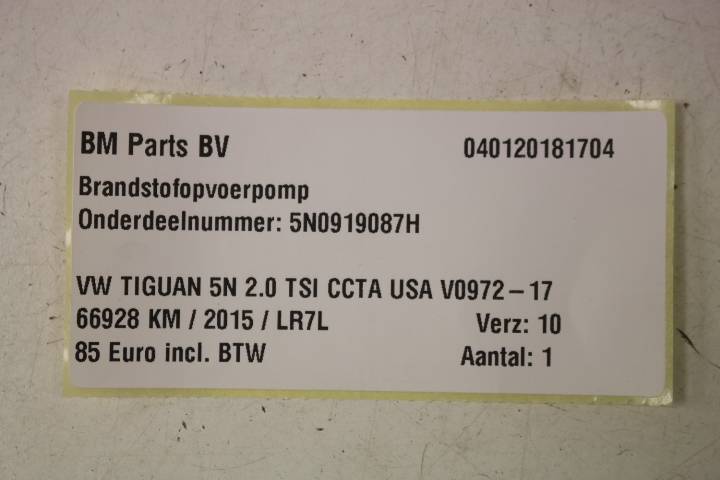 BM Parts BV 040120181704
Brandstofopvoerpomp
Onderdeelnummer: 5N0919087H
VW TIGUAN 5N 2.0 TSI CCTA USA V0972-17
66928 KM / 2015 / LR7L Verz: 10
85 Euro incl. BTW Aantal: 1